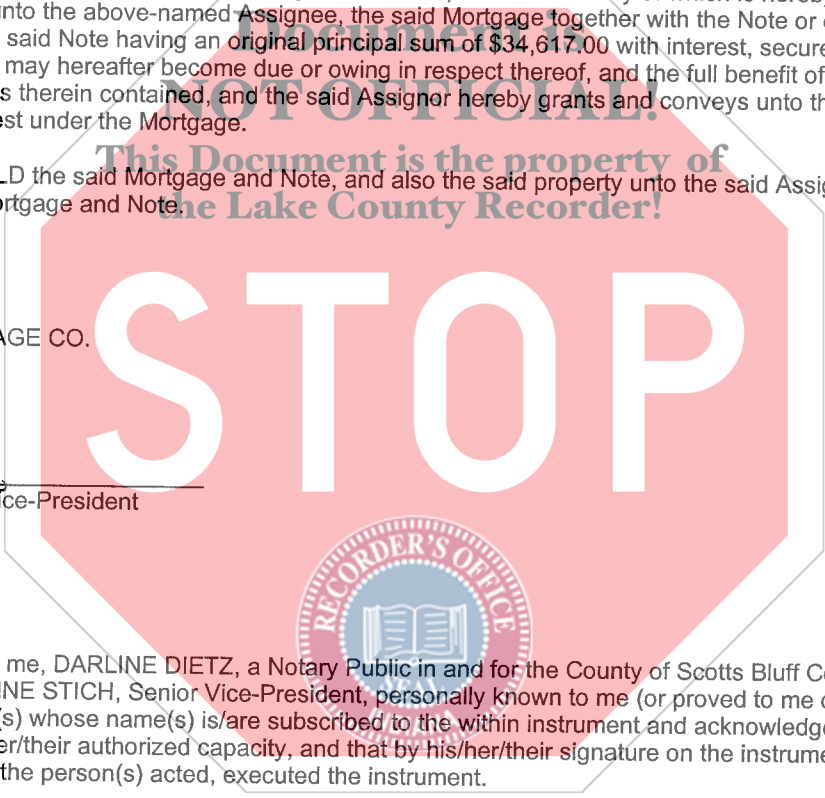 into the above-named Assignee, the said Mortgage together with the Note or
Document is
said Note having an original principal sum of $34,617.00 with interest, secure
may hereafter become due or owing in respect thereof, and the full benefit of
NOT OFFICIAL!
s therein contained, and the said Assignor hereby grants and conveys unto th
est under the Mortgage.
This Document is the property of
LD the said Mortgage and Note, and also the said property unto the said Assig
the Lake County Recorder!
ortgage and Note.
STOP
AGE CO.
ice-President
RECORDER'S OFFICE
me, DARLINE DIETZ, a Notary Public in and for the County of Scotts Bluff C
INE STICH, Senior Vice-President, personally known to me (or proved to me
(s) whose name(s) is/are subscribed to the within instrument and acknowledge
er/their authorized capacity, and that by his/her/their signature on the instrume
the person(s) acted, executed the instrument.